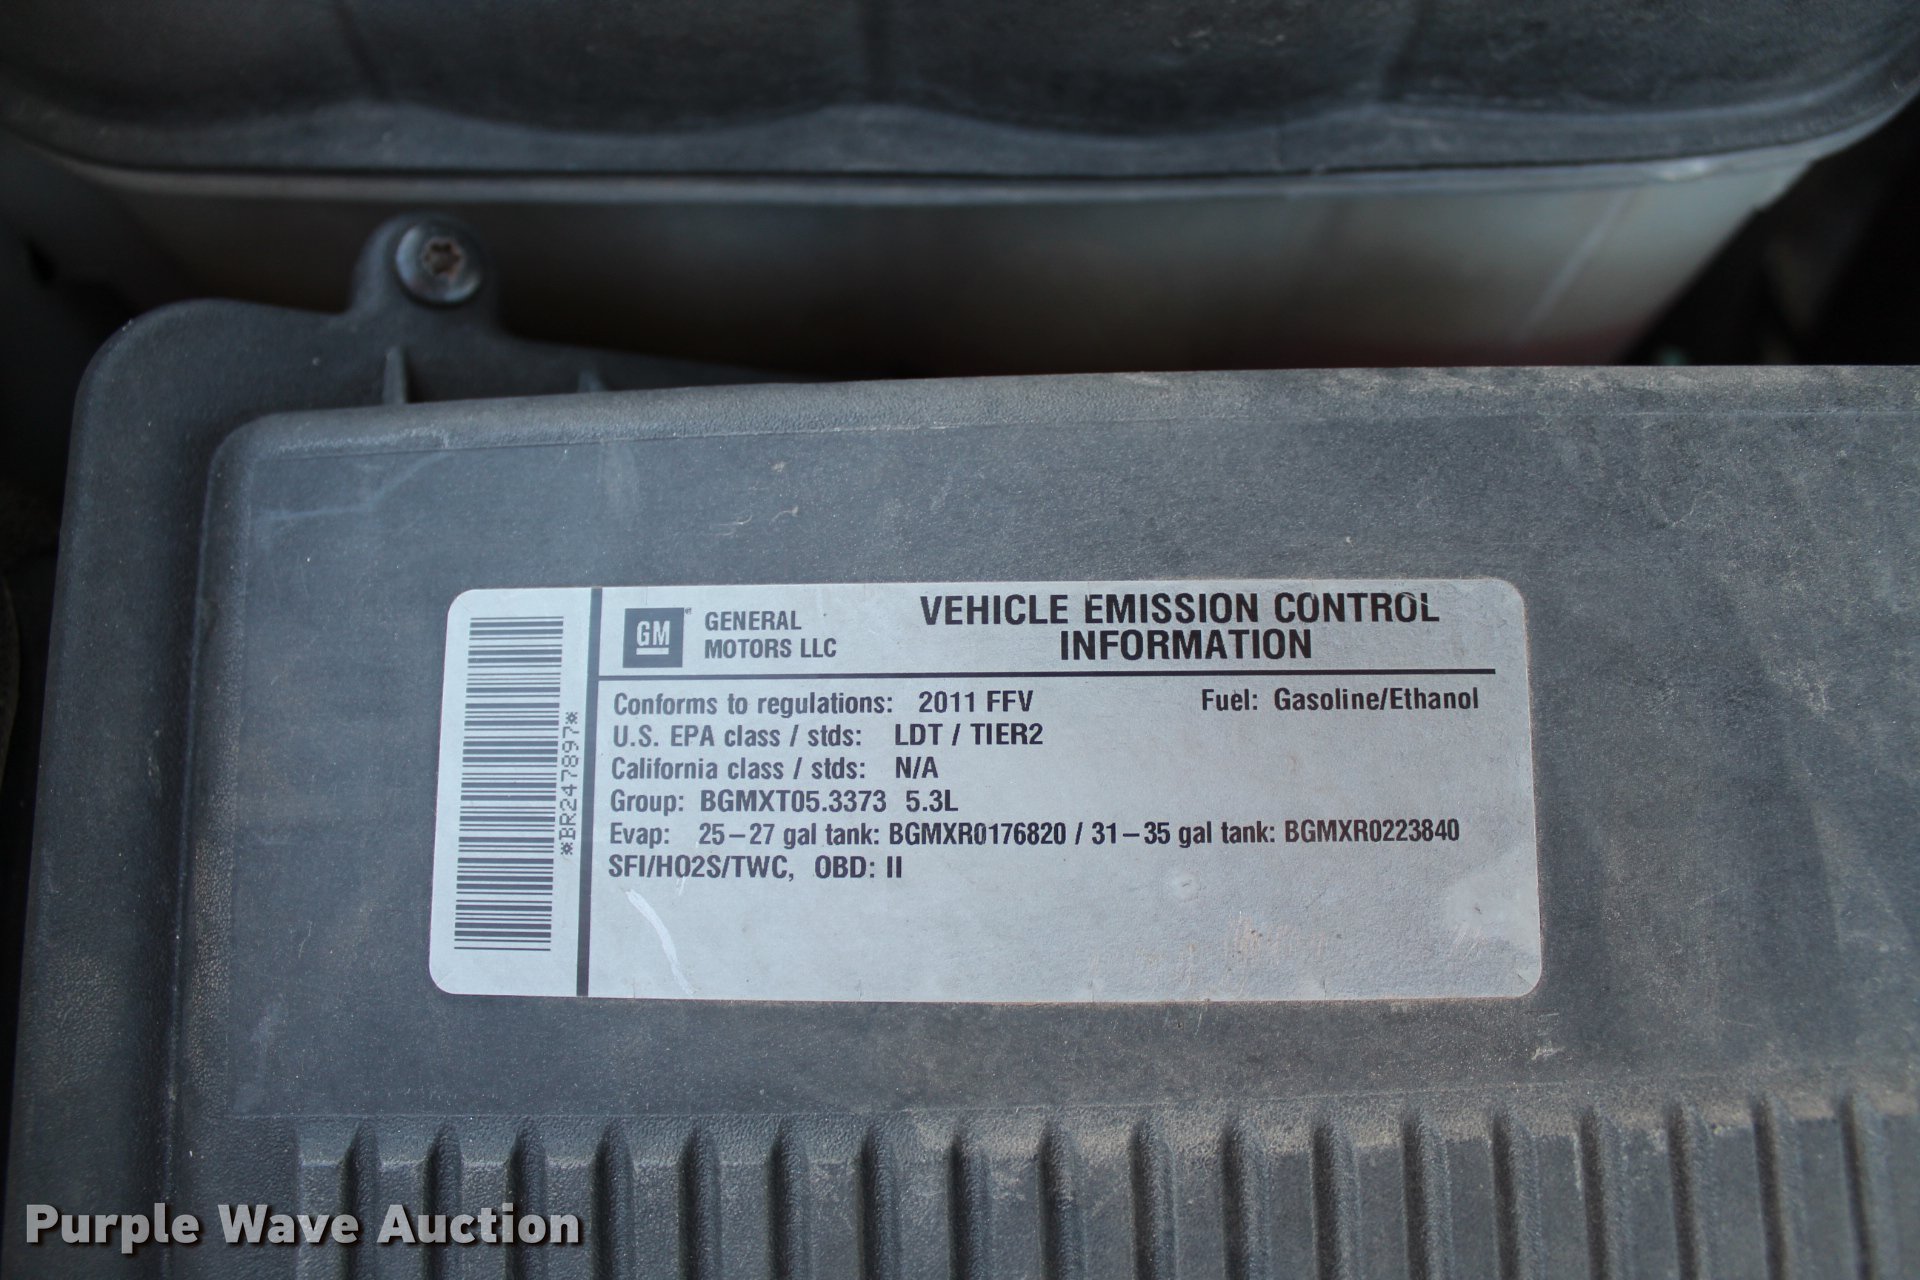 GM
GENERAL
MOTORS LLC
VEHICLE EMISSION CONTROL
INFORMATION
Conforms to regulations: 2011 FFV Fuel: Gasoline/Ethanol
U.S. EPA class / stds: LDT / TIER2
California class / stds: N/A
Group: BGMXT05.3373 5.3L
Evap: 25–27 gal tank: BGMXR0176820 / 31–35 gal tank: BGMXR0223840
SFI/HO2S/TWC, OBD: II
*BR247897*
Purple Wave Auction